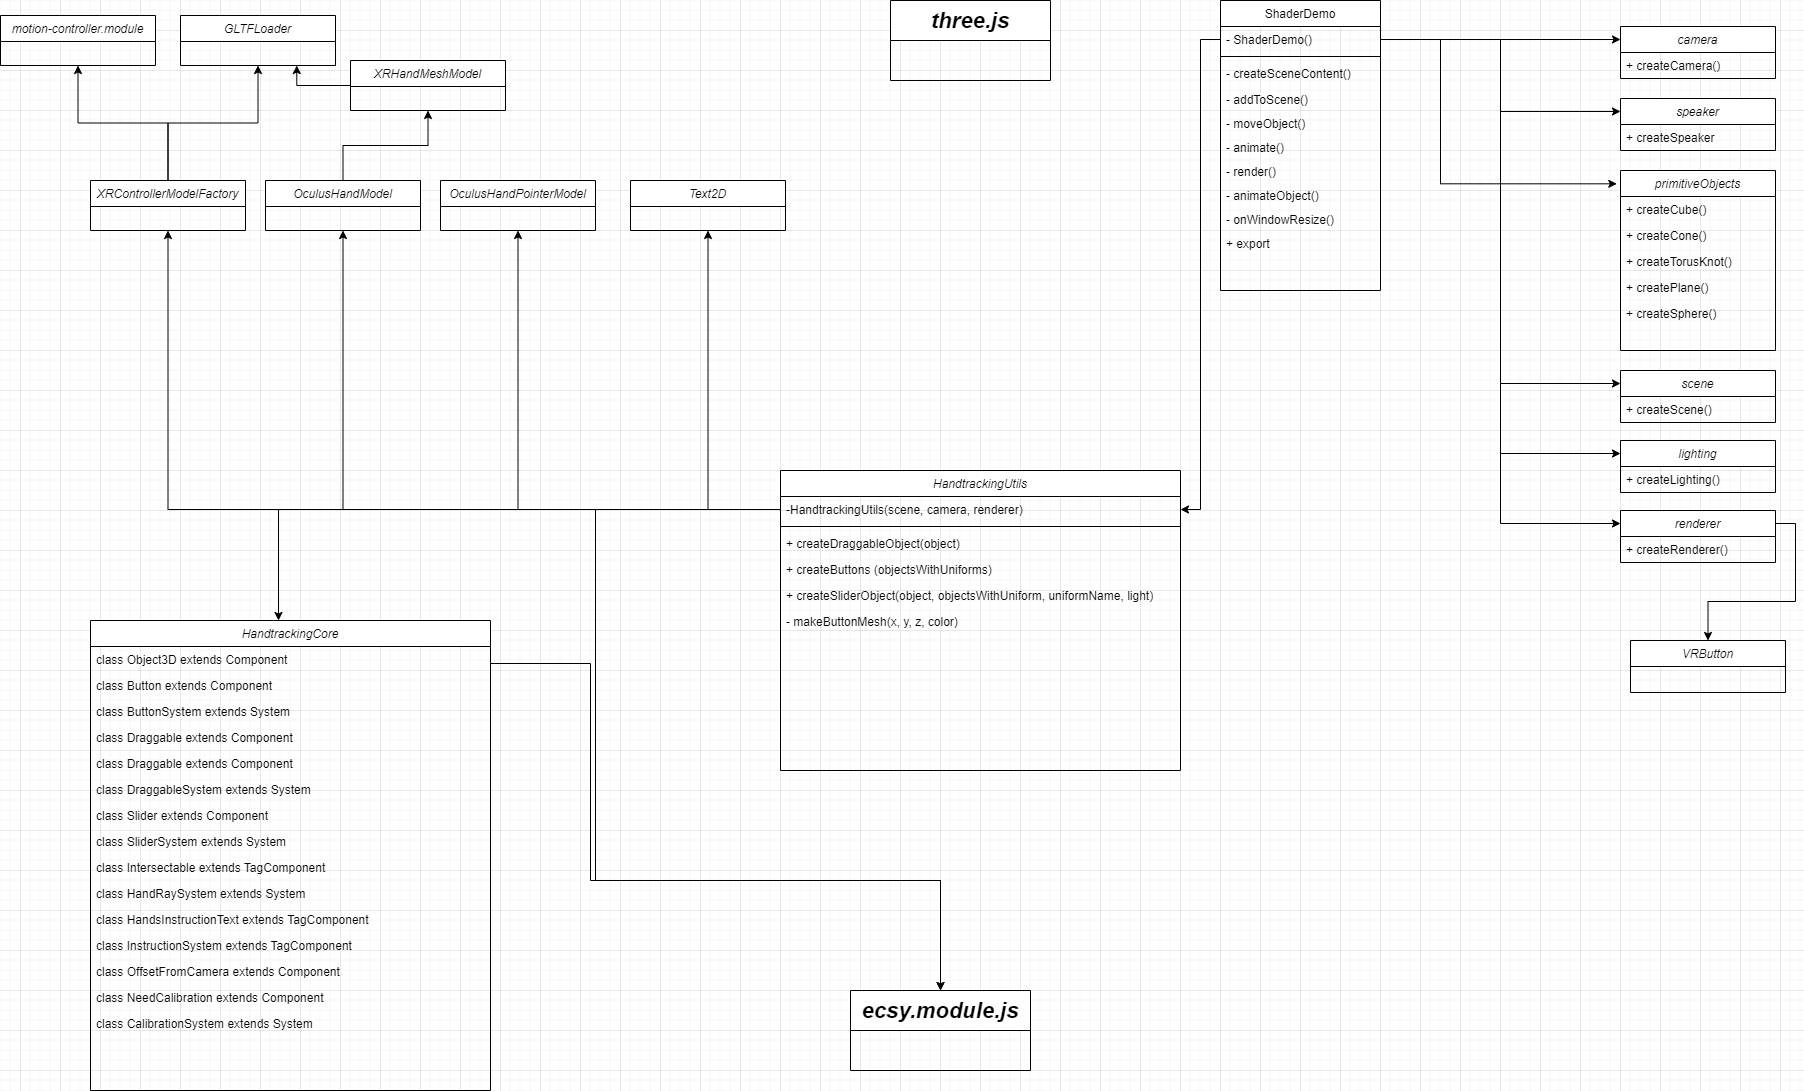 motion-controller.module
GLTFLoader
XRHandMeshModel
three.js
XRControllerModelFactory
OculusHandModel
OculusHandPointerModel
Text2D
ShaderDemo
- ShaderDemo()
- createSceneContent()
- addToScene()
- moveObject()
- animate()
- render()
- animateObject()
- onWindowResize()
+ export
camera
+ createCamera()
speaker
+ createSpeaker
primitiveObjects
+ createCube()
+ createCone()
+ createTorusKnot()
+ createPlane()
+ createSphere()
scene
+ createScene()
lighting
+ createLighting()
renderer
+ createRenderer()
VRButton
HandtrackingUtils
-HandtrackingUtils(scene, camera, renderer)
+ createDraggableObject(object)
+ createButtons (objectsWithUniforms)
+ createSliderObject(object, objectsWithUniform, uniformName, light)
- makeButtonMesh(x, y, z, color)
HandtrackingCore
class Object3D extends Component
class Button extends Component
class ButtonSystem extends System
class Draggable extends Component
class Draggable extends Component
class DraggableSystem extends System
class Slider extends Component
class SliderSystem extends System
class Intersectable extends TagComponent
class HandRaySystem extends System
class HandsInstructionText extends TagComponent
class InstructionSystem extends TagComponent
class OffsetFromCamera extends Component
class NeedCalibration extends Component
class CalibrationSystem extends System
ecsy.module.js